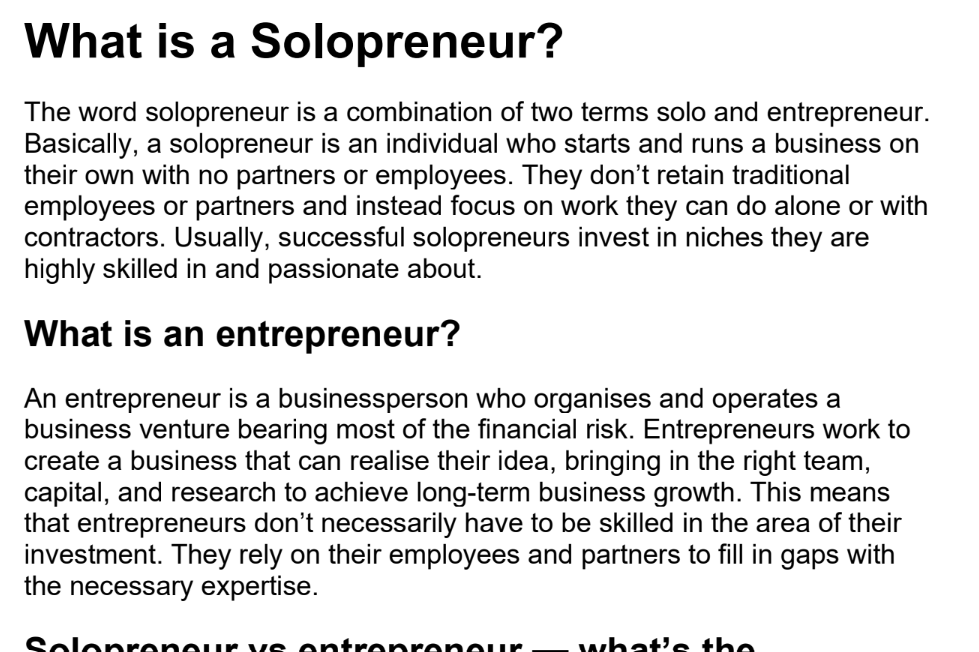 What is a Solopreneur?
The word solopreneur is a combination of two terms solo and entrepreneur.
Basically, a solopreneur is an individual who starts and runs a business on
their own with no partners or employees. They don’t retain traditional
employees or partners and instead focus on work they can do alone or with
contractors. Usually, successful solopreneurs invest in niches they are
highly skilled in and passionate about.
What is an entrepreneur?
An entrepreneur is a businessperson who organises and operates a
business venture bearing most of the financial risk. Entrepreneurs work to
create a business that can realise their idea, bringing in the right team,
capital, and research to achieve long-term business growth. This means
that entrepreneurs don’t necessarily have to be skilled in the area of their
investment. They rely on their employees and partners to fill in gaps with
the necessary expertise.
Solopreneur vs entrepreneur — what’s the